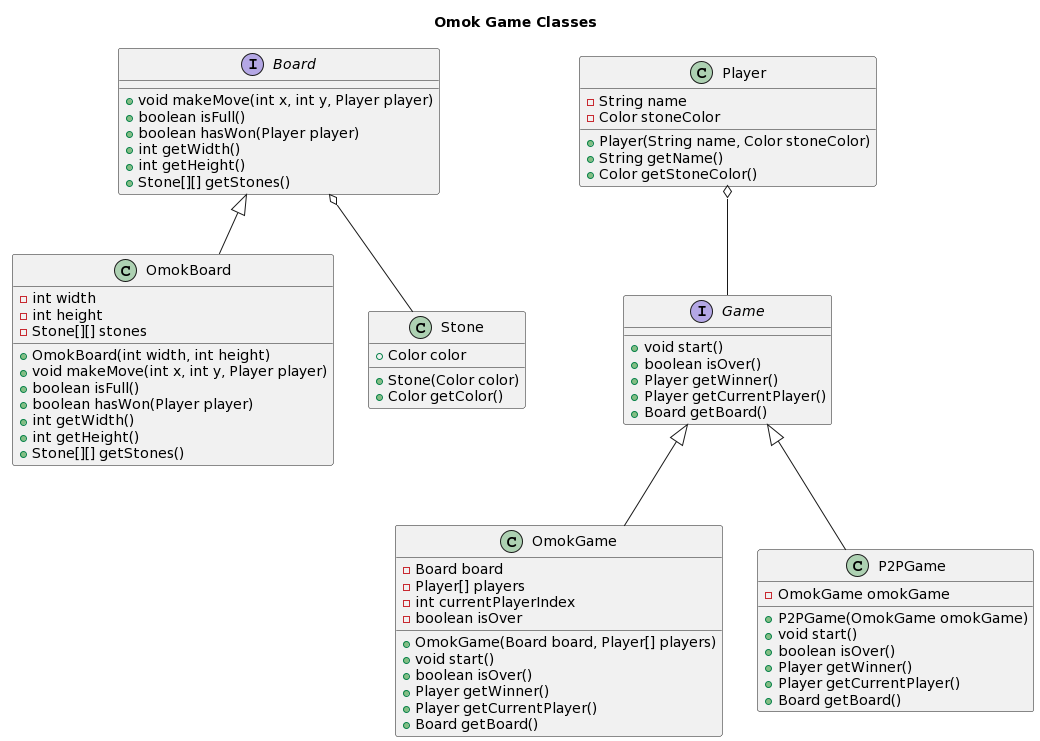 Omok Game Classes
I Board
void makeMove(int x, int y, Player player)
boolean isFull()
boolean hasWon(Player player)
int getWidth()
int getHeight()
Stone[][] getStones()
C Player
String name
Color stoneColor
Player(String name, Color stoneColor)
String getName()
Color getStoneColor()
C OmokBoard
int width
int height
Stone[][] stones
OmokBoard(int width, int height)
void makeMove(int x, int y, Player player)
boolean isFull()
boolean hasWon(Player player)
int getWidth()
int getHeight()
Stone[][] getStones()
C Stone
Color color
Stone(Color color)
Color getColor()
I Game
void start()
boolean isOver()
Player getWinner()
Player getCurrentPlayer()
Board getBoard()
C OmokGame
Board board
Player[] players
int currentPlayerIndex
boolean isOver
OmokGame(Board board, Player[] players)
void start()
boolean isOver()
Player getWinner()
Player getCurrentPlayer()
Board getBoard()
C P2PGame
OmokGame omokGame
P2PGame(OmokGame omokGame)
void start()
boolean isOver()
Player getWinner()
Player getCurrentPlayer()
Board getBoard()